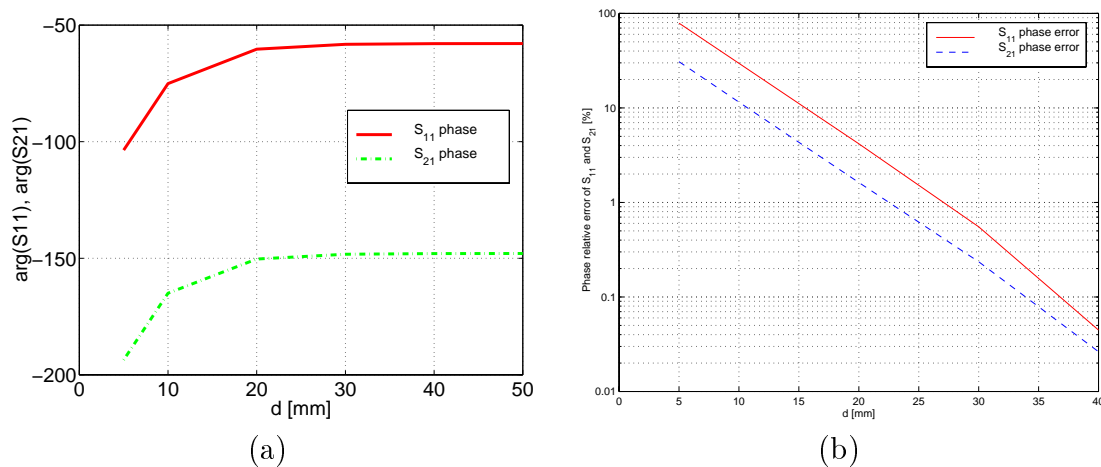 −50
−100
−150
−200
0
10
20
30
40
50
arg(S11), arg(S21)
d [mm]
S11 phase
S21 phase
(a)
100
10
1
0.1
0.01
0
5
10
15
20
25
30
35
40
Phase relative error of S11 and S21 [%]
d [mm]
S11 phase error
S21 phase error
(b)